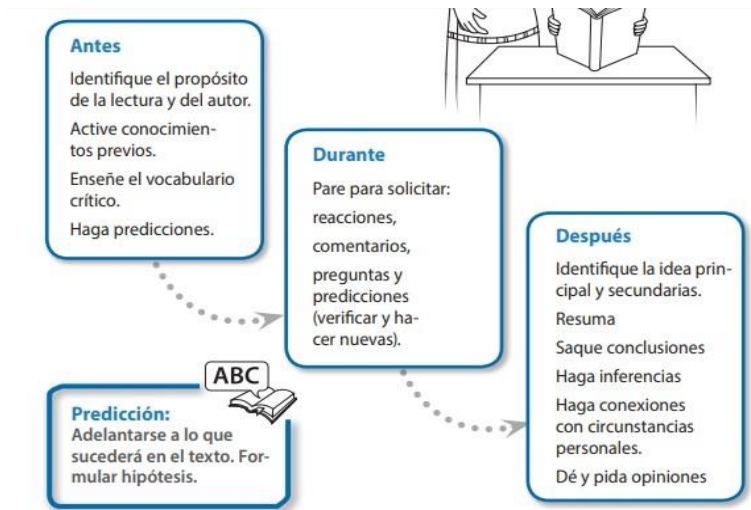 Antes
Identifique el propósito
de la lectura y del autor.
Active conocimien-
tos previos.
Enseñe el vocabulario
crítico.
Haga predicciones.
Durante
Pare para solicitar:
reacciones,
comentarios,
preguntas y
predicciones
(verificar y ha-
cer nuevas).
Después
Identifique la idea prin-
cipal y secundarias.
Resuma
Saque conclusiones
Haga inferencias
Haga conexiones
con circunstancias
personales.
Dé y pida opiniones
ABC
Predicción:
Adelantarse a lo que
sucederá en el texto. For-
mular hipótesis.